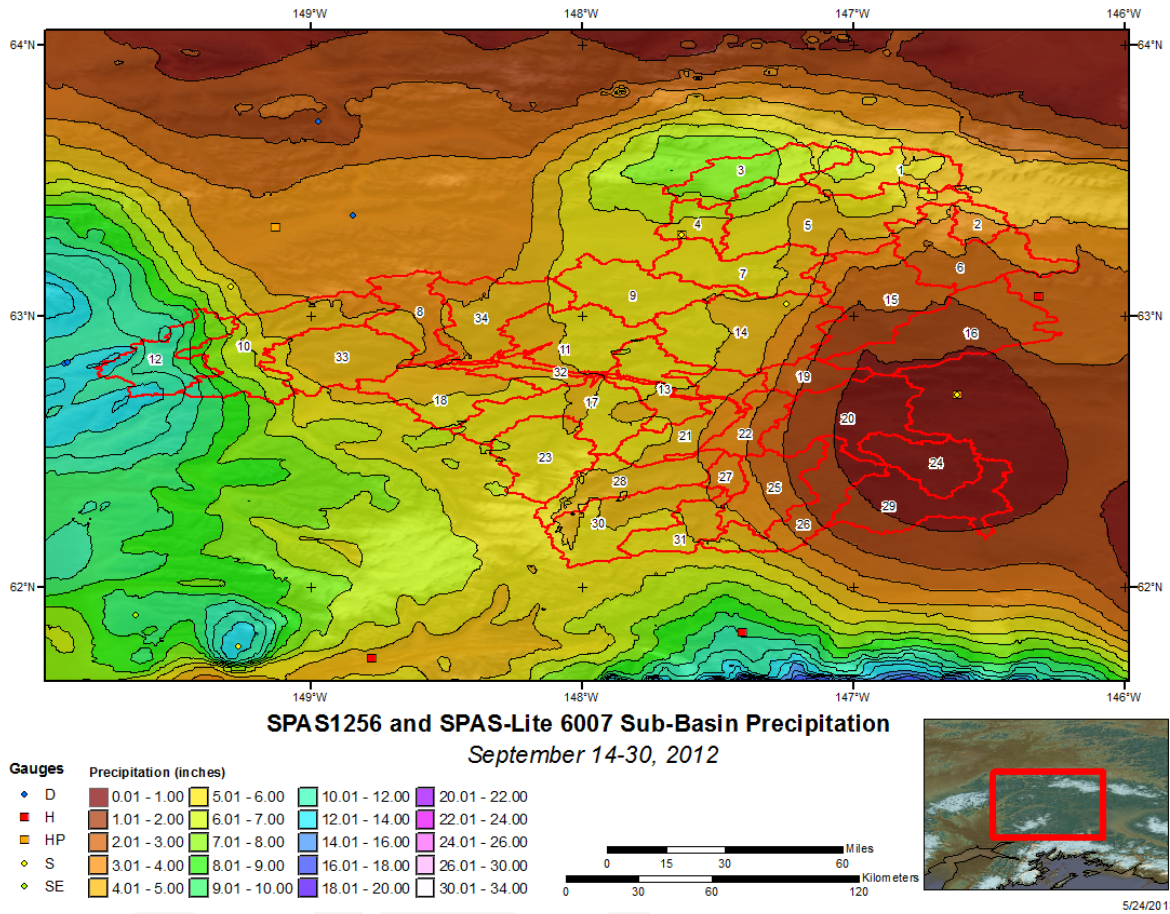 149°W
148°W
147°W
146°W
64°N
64°N
3
1
4
5
2
7
6
9
15
63°N
63°N
8
34
14
16
12
10
33
11
32
19
13
18
17
20
21
22
23
24
28
27
25
29
30
26
31
62°N
62°N
149°W
148°W
147°W
146°W
SPAS1256 and SPAS-Lite 6007 Sub-Basin Precipitation
September 14-30, 2012
Gauges
D
H
HP
S
SE
Precipitation (inches)
0.01 - 1.00
1.01 - 2.00
2.01 - 3.00
3.01 - 4.00
4.01 - 5.00
5.01 - 6.00
6.01 - 7.00
7.01 - 8.00
8.01 - 9.00
9.01 - 10.00
10.01 - 12.00
12.01 - 14.00
14.01 - 16.00
16.01 - 18.00
18.01 - 20.00
20.01 - 22.00
22.01 - 24.00
24.01 - 26.00
26.01 - 30.00
30.01 - 34.00
Miles
0 15 30 60
Kilometers
0 30 60 120
5/24/201